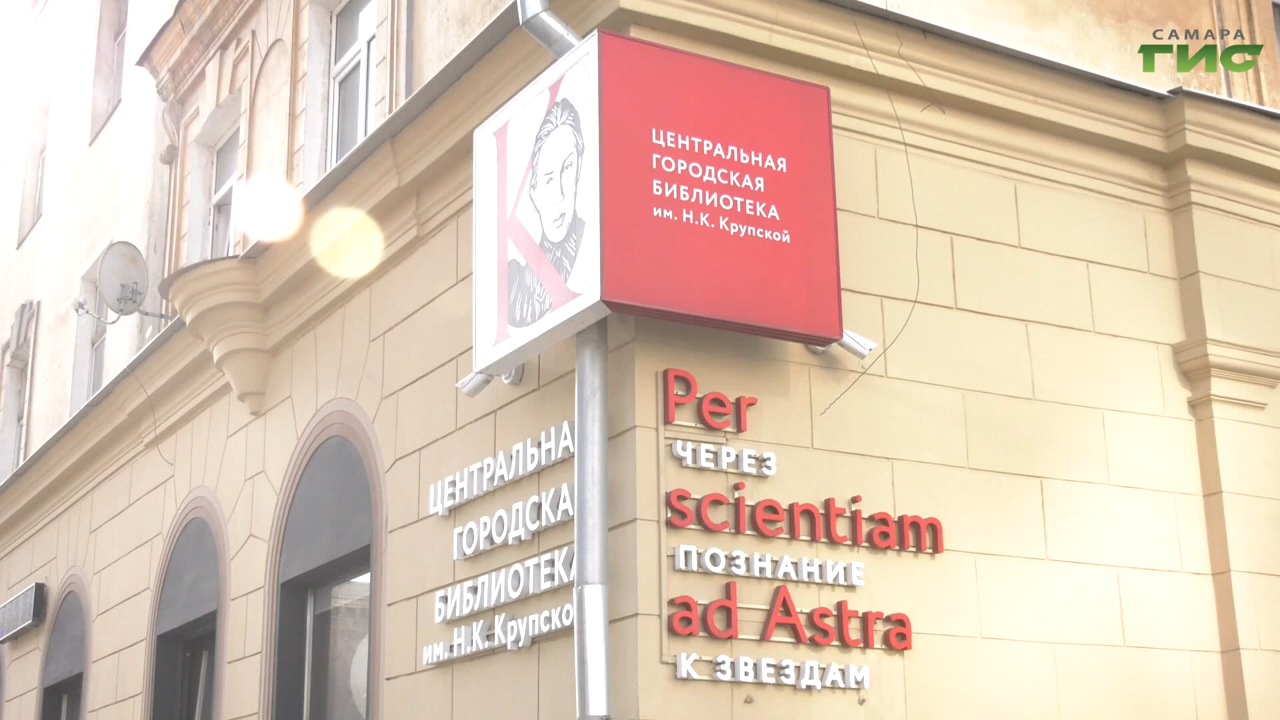 САМАРА
ГИС
К
ЦЕНТРАЛЬНАЯ
ГОРОДСКАЯ
БИБЛИОТЕКА
им. Н.К. Крупской
ЦЕНТРАЛЬНА
ГОРОДСКА
БИБЛИОТЕКА
им. Н.К. Крупско
Per
ЧЕРЕЗ
scientiam
ПОЗНАНИЕ
ad Astra
К ЗВЕЗДАМ